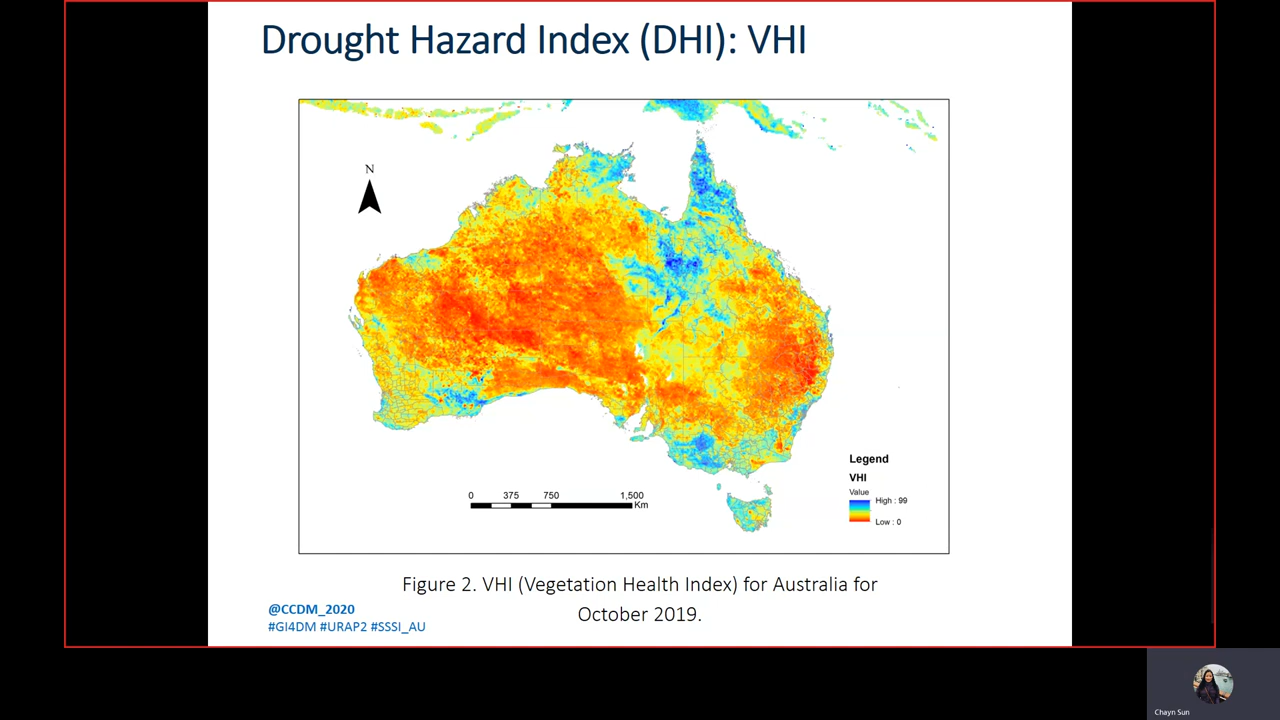 Drought Hazard Index (DHI): VHI
N
Legend
VHI
Value
High : 99
Low : 0
0 375 750 1,500
Km
Figure 2. VHI (Vegetation Health Index) for Australia for
October 2019.
@CCDM_2020
#GI4DM #URAP2 #SSSI_AU
Chayn Sun